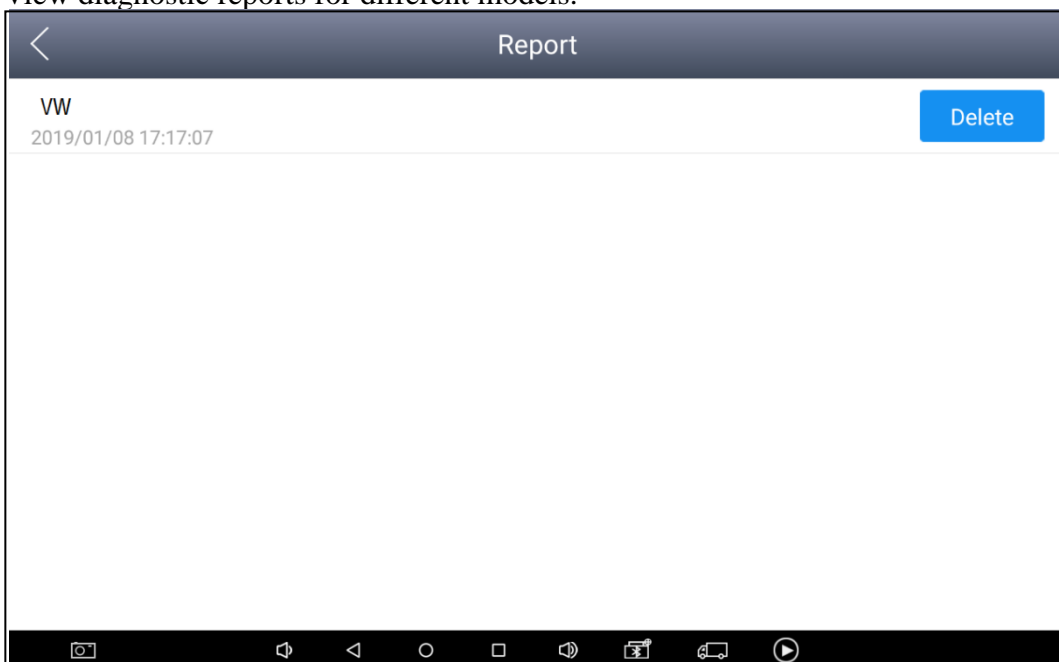 view diagnostic reports for different models.
Report
VW
Delete
2019/01/08 17:17:07